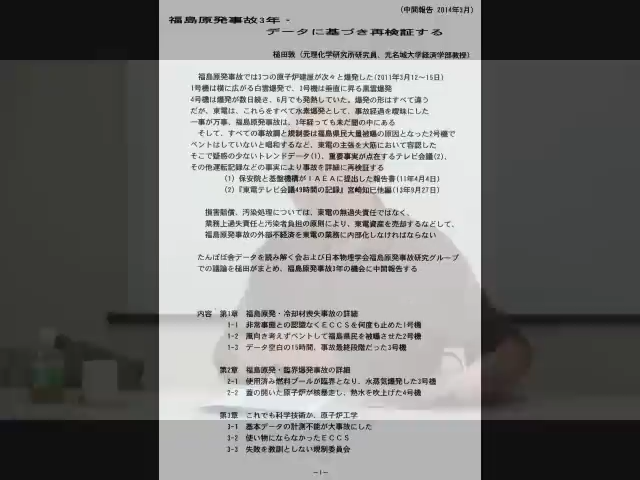 (中間報告 2014年3月)
福島原発事故3年 -
データに基づき再検証する
槌田敦(元理化学研究所研究員、元名城大学経済学部教授)
福島原発事故では3つの原子炉建屋が次々と爆発した(2011年3月12〜15日)
1号機は横に広がる白雲爆発で、3号機は垂直に昇る黒雲爆発
4号機は爆発が数日続き、6月でも発熱していた。爆発の形はすべて違う
だが、東電は、これらをすべて水素爆発として、事故経過を曖昧にした
一事が万事、福島原発事故は、3年経っても未だ闇の中にある
そして、すべての事故調と規制委は福島県民大量被曝の原因となった2号機で
ベントはしていないと唱和するなど、東電の主張を大筋において容認した
そこで疑惑の少ないトレンドデータ(1)、重要事実が点在するテレビ会議(2)、
その他運転記録などの事実により事故を詳細に再検証する
(1) 保安院と基盤機構がIAEAに提出した報告書(11年4月4日)
(2)『東電テレビ会議49時間の記録』宮崎知己他編(13年9月27日)
損害賠償、汚染処理については、東電の無過失責任ではなく、
業務上過失責任と汚染者負担の原則により、東電資産を売却するなどして、
福島原発事故の外部不経済を東電の業務に内部化しなければならない
たんぽぽ舎データを読み解く会および日本物理学会福島原発事故研究グループ
での議論を槌田がまとめ、福島原発事故3年の機会に中間報告する
内容 第1章 福島原発・冷却材喪失事故の詳細
1-1 非常事態との認識なくECCSを何度も止めた1号機
1-2 風向き考えずベントして福島県民を被曝させた2号機
1-3 データ空白の15時間、事故最終段階だった3号機
第2章 福島原発・臨界爆発事故の詳細
2-1 使用済み燃料プールが臨界となり、水蒸気爆発した3号機
2-2 蓋の開いた原子炉が核暴走し、熱水を吹上げた4号機
第3章 これでも科学技術か、原子炉工学
3-1 基本データの計測不能が大事故にした
3-2 使い物にならなかったECCS
3-3 失敗を教訓としない規制委員会
-1-